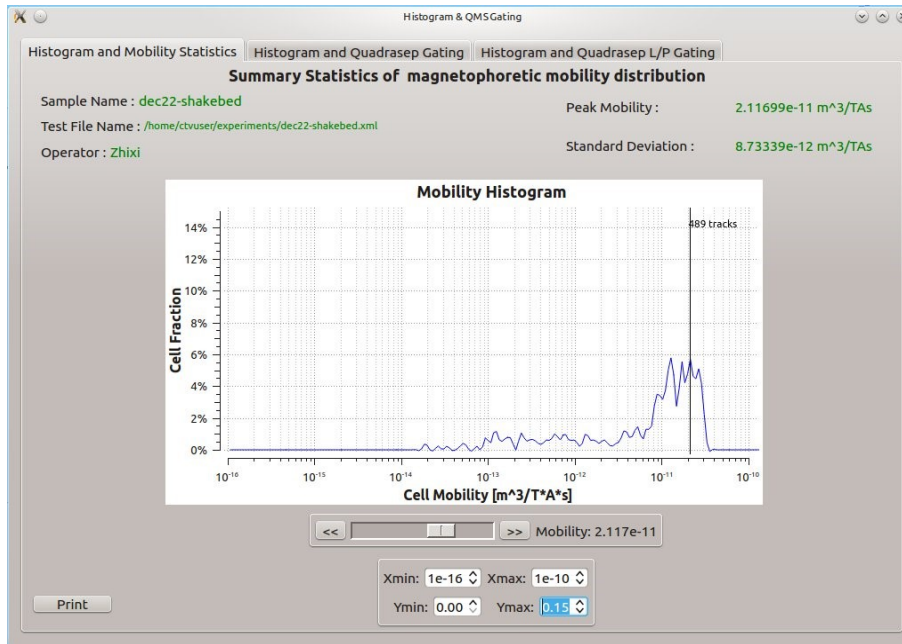 Histogram & QMSGating
Histogram and Mobility Statistics
Histogram and Quadrasep Gating
Histogram and Quadrasep L/P Gating
Summary Statistics of magnetophoretic mobility distribution
Sample Name : dec22-shakebed
Test File Name : /home/ctvuser/experiments/dec22-shakebed.xml
Operator : Zhixi
Peak Mobility : 2.11699e-11 m^3/TAs
Standard Deviation : 8.73339e-12 m^3/TAs
Mobility Histogram
489 tracks
14%
12%
10%
8%
6%
4%
2%
0%
Cell Fraction
10-16 10-15 10-14 10-13 10-12 10-11 10-10
Cell Mobility [m^3/T*A*s]
<< >> Mobility: 2.117e-11
Xmin: 1e-16 Xmax: 1e-10
Ymin: 0.00 Ymax: 0.15
Print